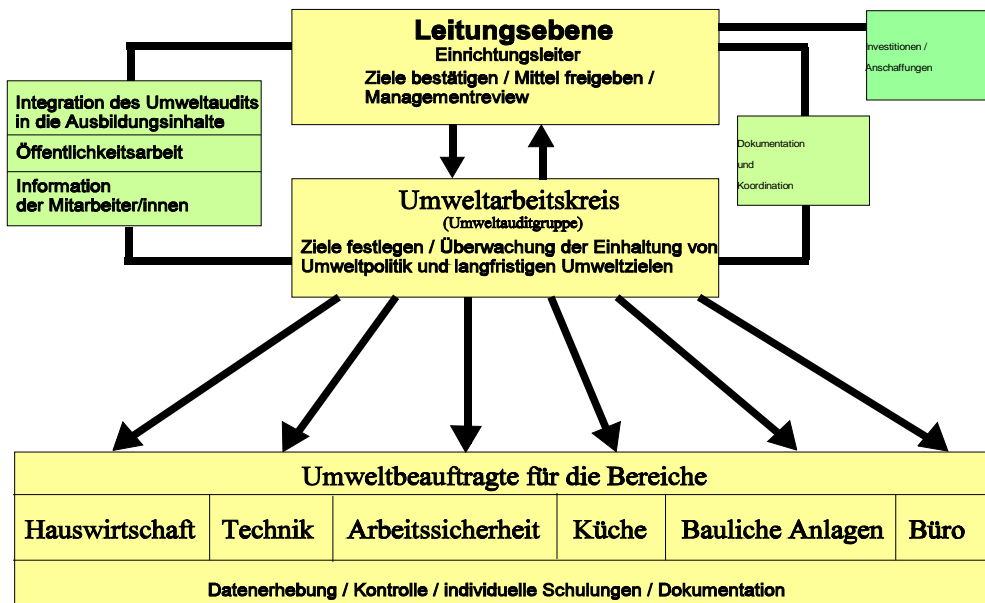 Leitungsebene
Einrichtungsleiter
Ziele bestätigen / Mittel freigeben /
Managementreview
Investitionen /
Anschaffungen
Integration des Umweltaudits
in die Ausbildungsinhalte
Öffentlichkeitsarbeit
Information
der Mitarbeiter/innen
Dokumentation
und
Koordination
Umweltarbeitskreis
(Umweltauditgruppe)
Ziele festlegen / Überwachung der Einhaltung von
Umweltpolitik und langfristigen Umweltzielen
Umweltbeauftragte für die Bereiche
Hauswirtschaft Technik Arbeitssicherheit Küche Bauliche Anlagen Büro
Datenerhebung / Kontrolle / individuelle Schulungen / Dokumentation